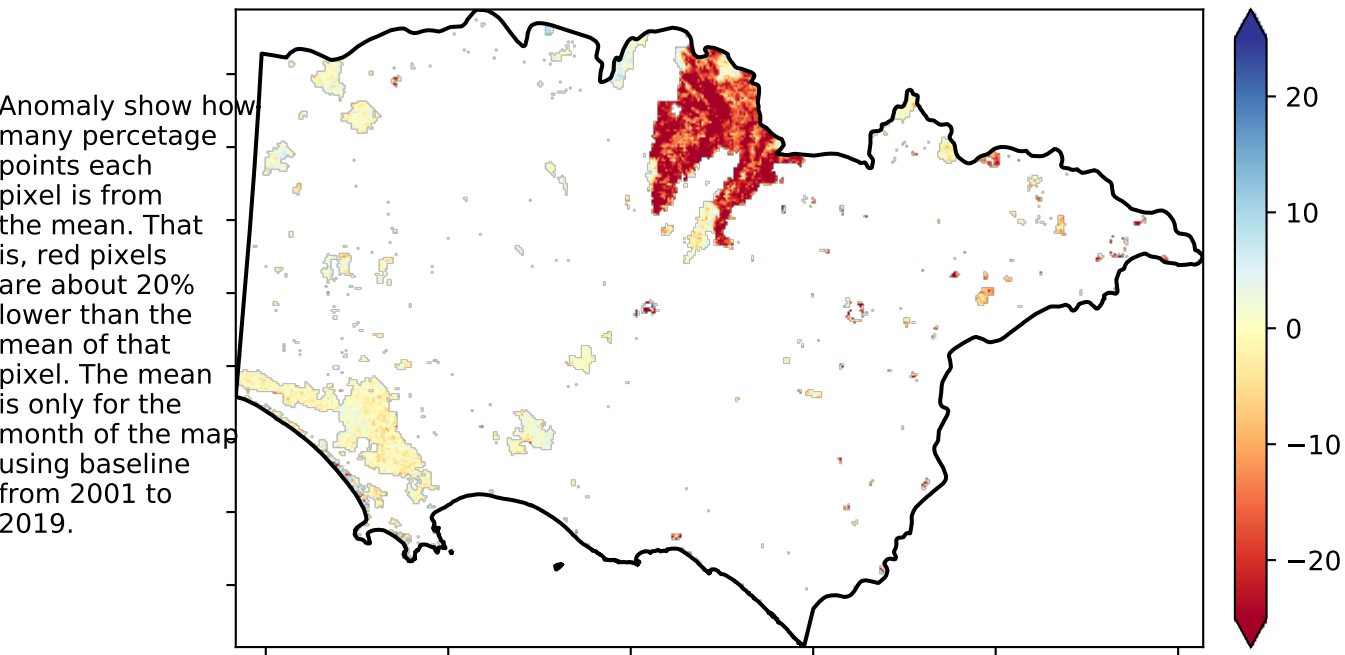 Anomaly show how
many percetage
points each
pixel is from
the mean. That
is, red pixels
are about 20%
lower than the
mean of that
pixel. The mean
is only for the
month of the map
using baseline
from 2001 to
2019.
20
10
0
−10
−20